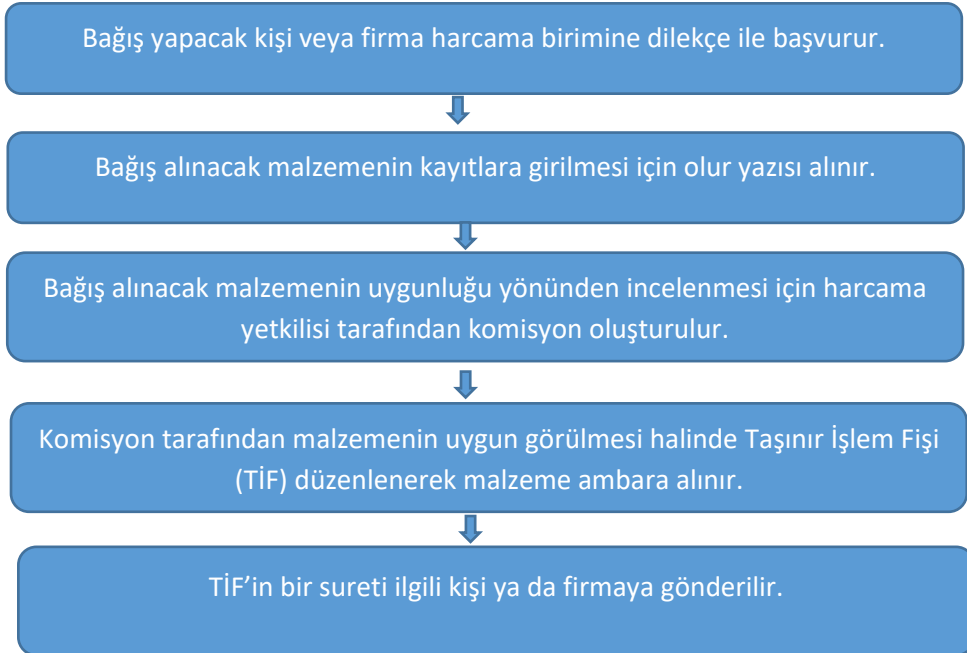 Bağış yapacak kişi veya firma harcama birimine dilekçe ile başvurur.
Bağış alınacak malzemenin kayıtlara girilmesi için olur yazısı alınır.
Bağış alınacak malzemenin uygunluğu yönünden incelenmesi için harcama
yetkilisi tarafından komisyon oluşturulur.
Komisyon tarafından malzemenin uygun görülmesi halinde Taşınır İşlem Fişi
(TİF) düzenlenerek malzeme ambara alınır.
TİF’in bir sureti ilgili kişi ya da firmaya gönderilir.